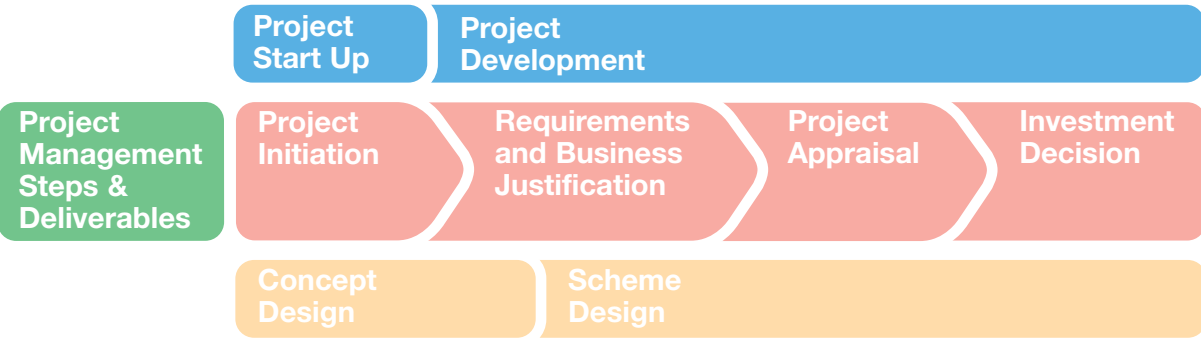 Project
Start Up
Project
Development
Project
Management
Steps &
Deliverables
Project
Initiation
Requirements
and Business
Justification
Project
Appraisal
Investment
Decision
Concept
Design
Scheme
Design